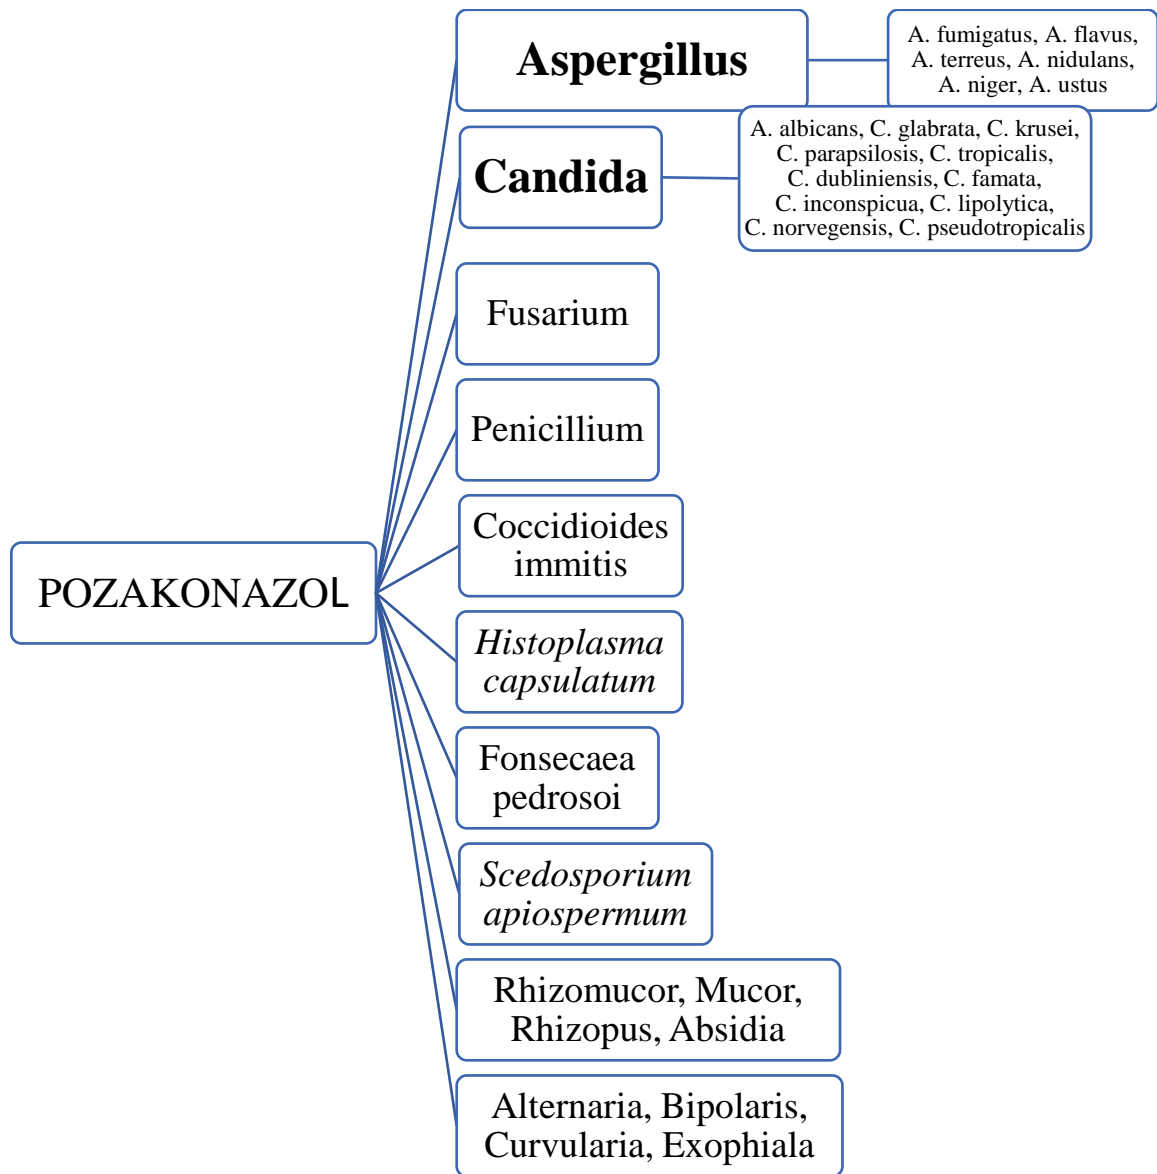 POZAKONAZOL
Aspergillus
A. fumigatus, A. flavus,
A. terreus, A. nidulans,
A. niger, A. ustus
Candida
A. albicans, C. glabrata, C. krusei,
C. parapsilosis, C. tropicalis,
C. dubliniensis, C. famata,
C. inconspicua, C. lipolytica,
C. norvegensis, C. pseudotropicalis
Fusarium
Penicillium
Coccidioides
immitis
Histoplasma
capsulatum
Fonsecaea
pedrosoi
Scedosporium
apiospermum
Rhizomucor, Mucor,
Rhizopus, Absidia
Alternaria, Bipolaris,
Curvularia, Exophiala